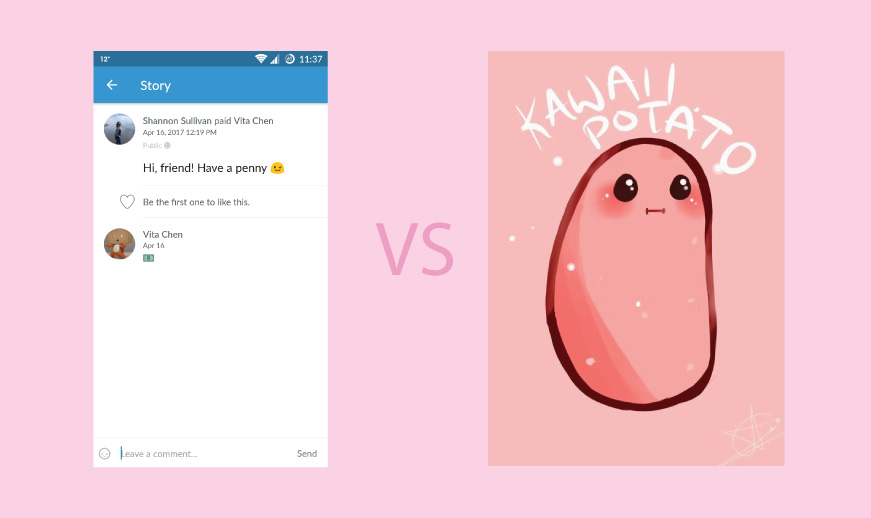 12°
11:37
Story
Shannon Sullivan paid Vita Chen
Apr 16, 2017 12:19 PM
Public
Hi, friend! Have a penny 😉
Be the first one to like this.
Vita Chen
Apr 16
💵
Leave a comment...
Send
VS
KAWAII
POTATO